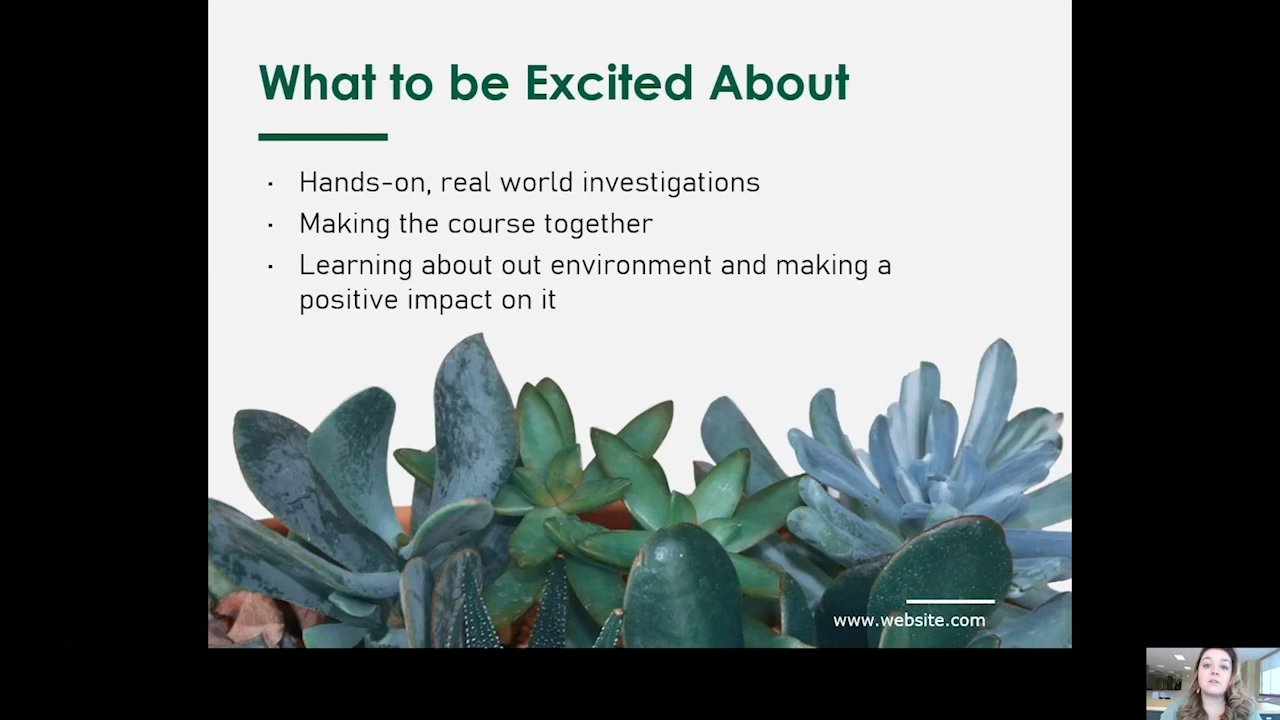 What to be Excited About
· Hands-on, real world investigations
· Making the course together
· Learning about out environment and making a
positive impact on it
www.website.com